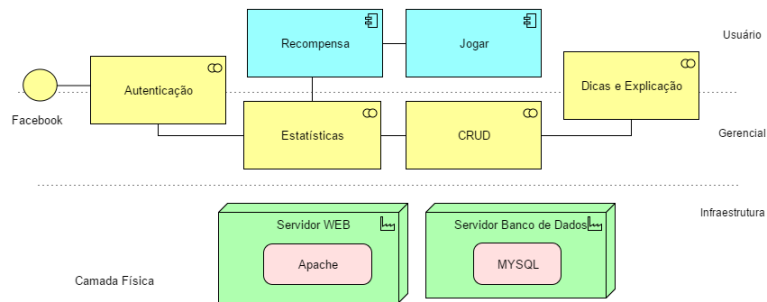 Recompensa
Jogar
Usuário
Autenticação
Dicas e Explicação
Facebook
Estatísticas
CRUD
Gerencial
Infraestrutura
Servidor WEB
Servidor Banco de Dados
Apache
MYSQL
Camada Física